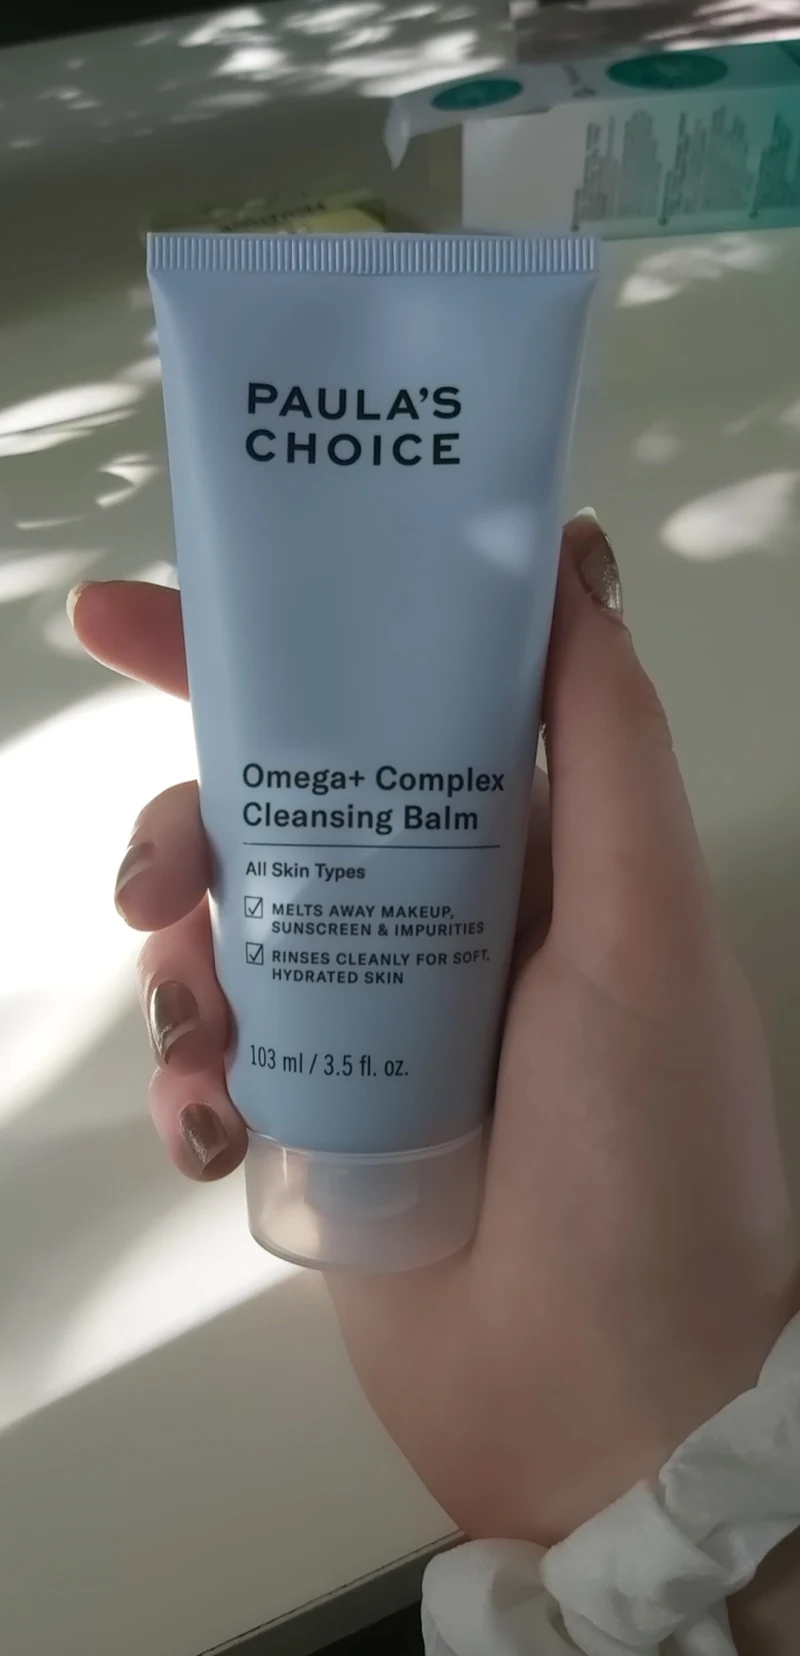 PAULA'S
CHOICE
Omega+ Complex
Cleansing Balm
All Skin Types
MELTS AWAY MAKEUP,
SUNSCREEN & IMPURITIES
RINSES CLEANLY FOR SOFT,
HYDRATED SKIN
103 ml / 3.5 fl. oz.